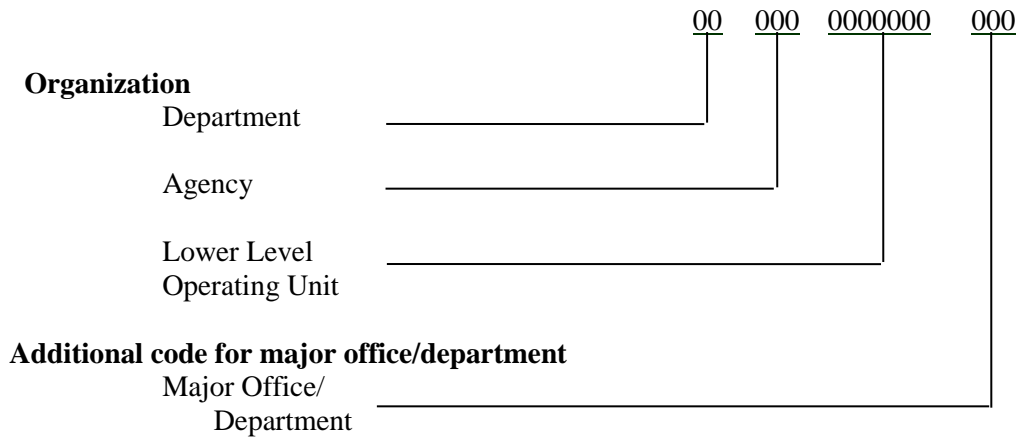 00 000 0000000 000
Organization
Department
Agency
Lower Level
Operating Unit
Additional code for major office/department
Major Office/
Department